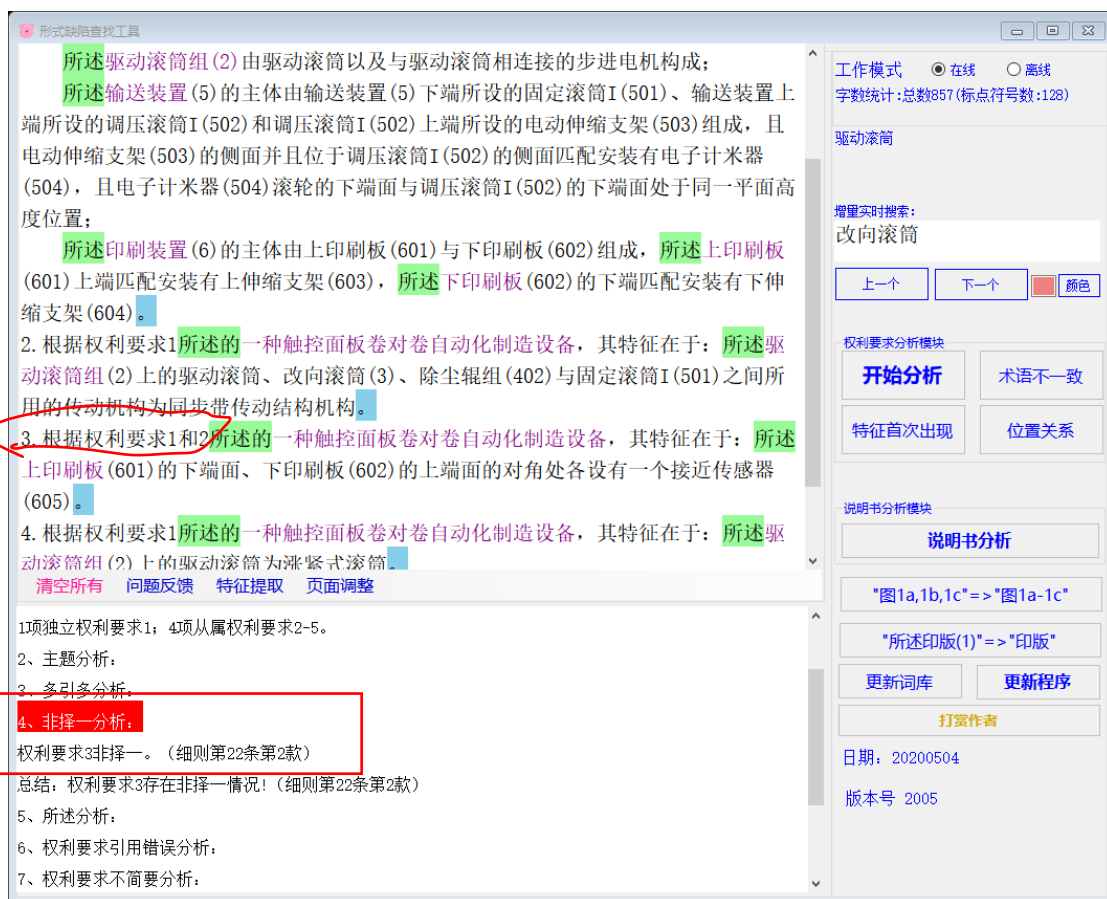 形式缺陷查找工具
所述驱动滚筒组(2)由驱动滚筒以及与驱动滚筒相连接的步进电机构成；
所述输送装置(5)的主体由输送装置(5)下端所设的固定滚筒I(501)、输送装置上
端所设的调压滚筒I(502)和调压滚筒I(502)上端所设的电动伸缩支架(503)组成，且
电动伸缩支架(503)的侧面并且位于调压滚筒I(502)的侧面匹配安装有电子计米器
(504)，且电子计米器(504)滚轮的下端面与调压滚筒I(502)的下端面处于同一平面高
度位置；
所述印刷装置(6)的主体由上印刷板(601)与下印刷板(602)组成，所述上印刷板
(601)上端匹配安装有上伸缩支架(603)，所述下印刷板(602)的下端匹配安装有下伸
缩支架(604)。
2.根据权利要求1所述的一种触控面板卷对卷自动化制造设备，其特征在于：所述驱
动滚筒组(2)上的驱动滚筒、改向滚筒(3)、除尘辊组(402)与固定滚筒I(501)之间所
用的传动机构为同步带传动结构机构。
3.根据权利要求1和2所述的一种触控面板卷对卷自动化制造设备，其特征在于：所述
上印刷板(601)的下端面、下印刷板(602)的上端面的对角处各设有一个接近传感器
(605)。
4.根据权利要求1所述的一种触控面板卷对卷自动化制造设备，其特征在于：所述驱
动滚筒组(2)上的驱动滚筒为涨紧式滚筒。
清空所有 问题反馈 特征提取 页面调整
1项独立权利要求1；4项从属权利要求2-5。
2、主题分析：
3、多引多分析：
4、非择一分析：
权利要求3非择一。（细则第22条第2款）
总结：权利要求3存在非择一情况!（细则第22条第2款）
5、所述分析：
6、权利要求引用错误分析：
7、权利要求不简要分析：
工作模式 在线 离线
字数统计:总数857(标点符号数:128)
驱动滚筒
增量实时搜索：
改向滚筒
上一个 下一个 颜色
权利要求分析模块
开始分析 术语不一致
特征首次出现 位置关系
说明书分析模块
说明书分析
"图1a,1b,1c"=>"图1a-1c"
"所述印版(1)"=>"印版"
更新词库 更新程序
打赏作者
日期：20200504
版本号 2005